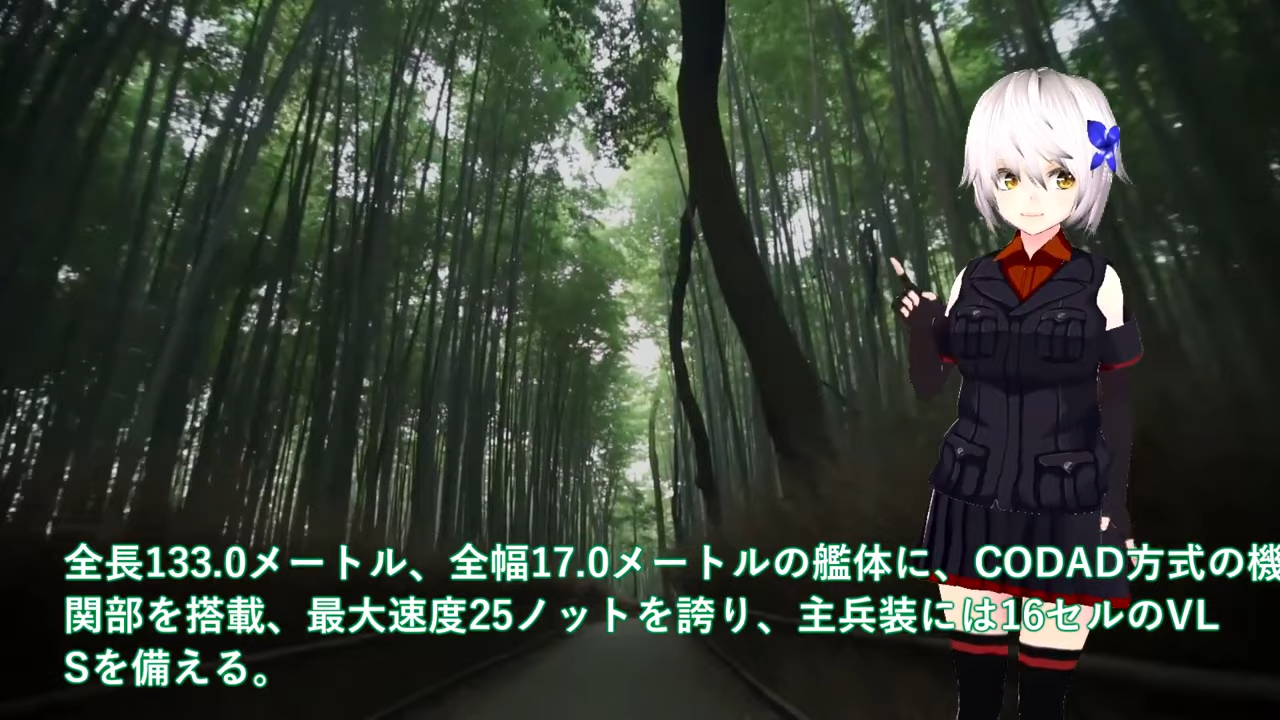 全長133.0メートル、全幅17.0メートルの艦体に、CODAD方式の機
関部を搭載、最大速度25ノットを誇り、主兵装には16セルのVL
Sを備える。